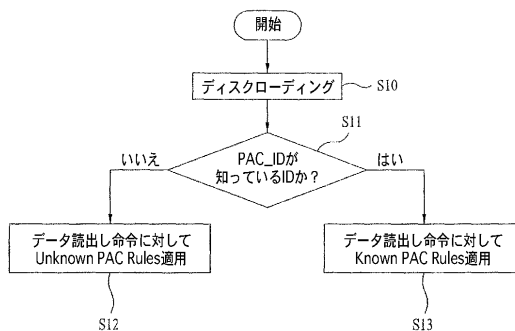 開始
ディスクローディング
S10
S11
PAC_IDが
知っているIDか？
いいえ
はい
データ読出し命令に対して
Unknown PAC Rules適用
データ読出し命令に対して
Known PAC Rules適用
S12
S13